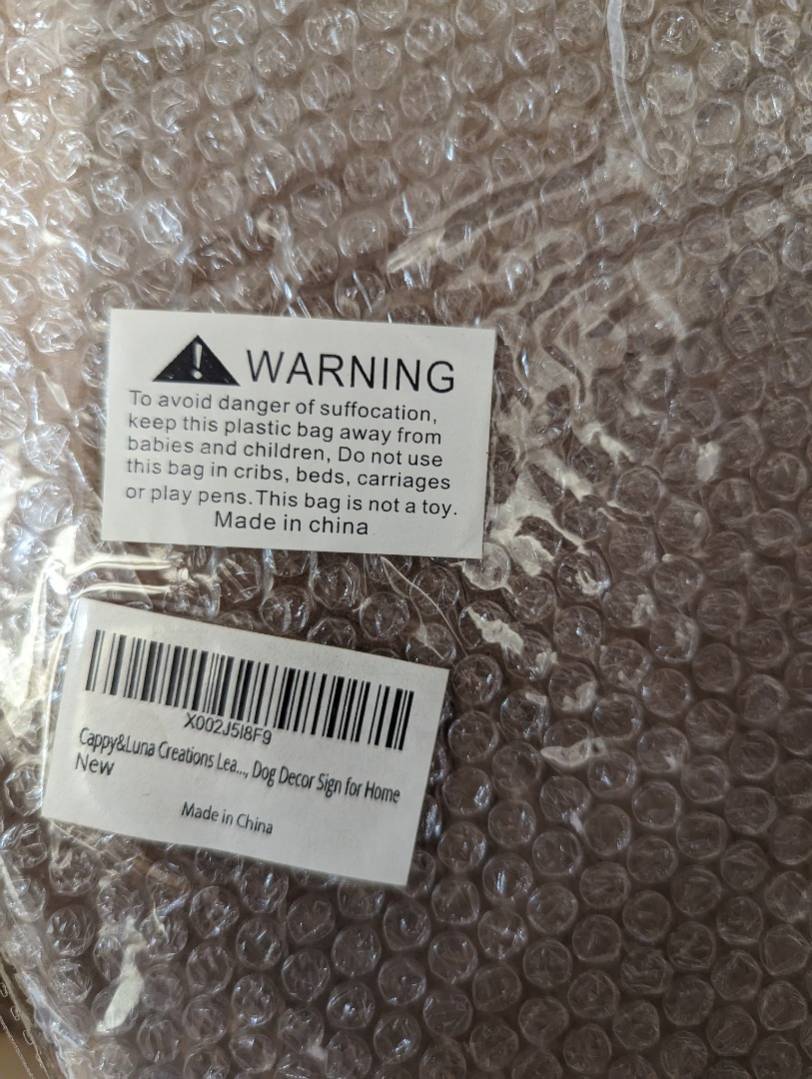 WARNING
To avoid danger of suffocation,
keep this plastic bag away from
babies and children, Do not use
this bag in cribs, beds, carriages
or play pens. This bag is not a toy.
Made in china
X002J5I8F9
Cappy&Luna Creations Lea..., Dog Decor Sign for Home
New
Made in China